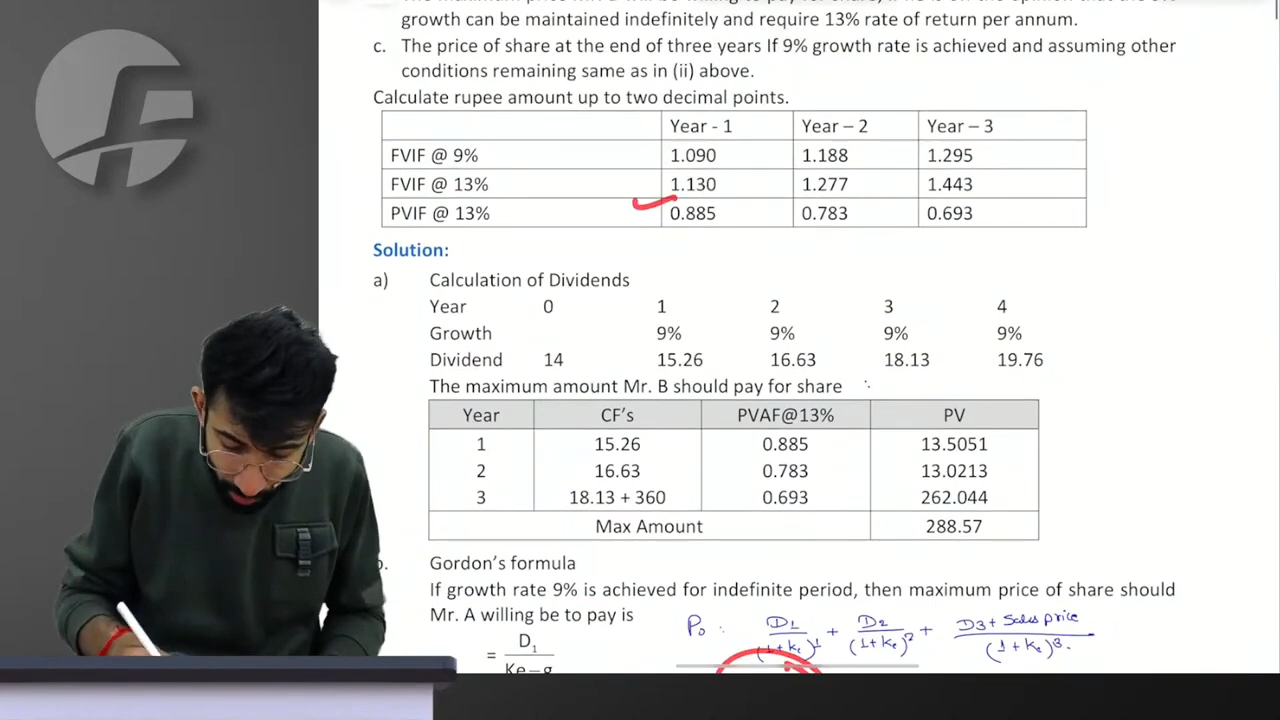 growth can be maintained indefinitely and require 13% rate of return per annum.
c. The price of share at the end of three years If 9% growth rate is achieved and assuming other
conditions remaining same as in (ii) above.
Calculate rupee amount up to two decimal points.
Year - 1 Year – 2 Year – 3
FVIF @ 9% 1.090 1.188 1.295
FVIF @ 13% 1.130 1.277 1.443
PVIF @ 13% 0.885 0.783 0.693
Solution:
a) Calculation of Dividends
Year 0 1 2 3 4
Growth 9% 9% 9% 9%
Dividend 14 15.26 16.63 18.13 19.76
The maximum amount Mr. B should pay for share
Year CF's PVAF@13% PV
1 15.26 0.885 13.5051
2 16.63 0.783 13.0213
3 18.13 + 360 0.693 262.044
Max Amount 288.57
Gordon's formula
If growth rate 9% is achieved for indefinite period, then maximum price of share should
Mr. A willing be to pay is
= D₁
Ke – g
P₀ : D₁ + D₂ + D₃ + Sales price
(1+ke)¹ (1+ke)² (1+ke)³.